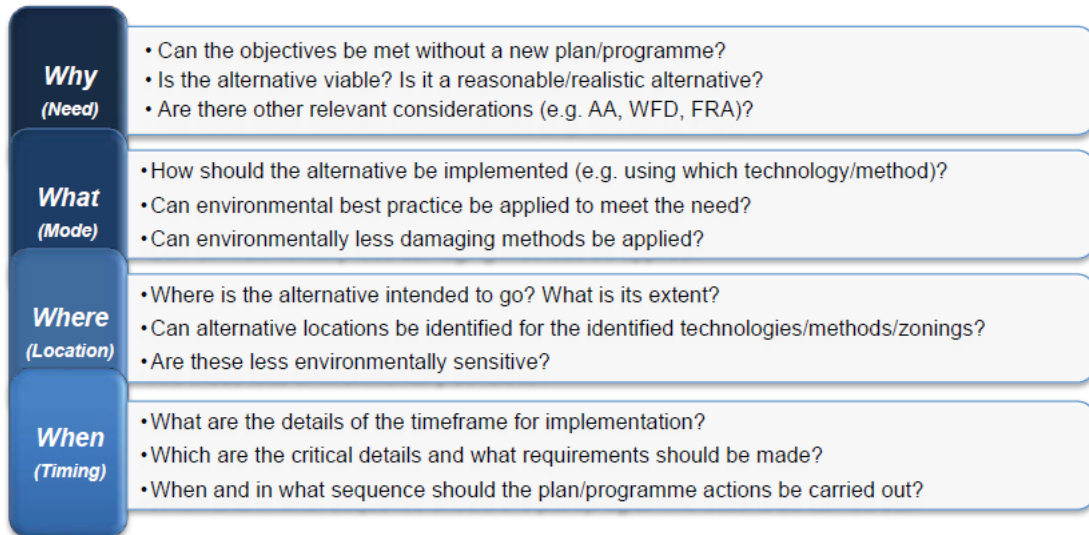 Why
(Need)
• Can the objectives be met without a new plan/programme?
• Is the alternative viable? Is it a reasonable/realistic alternative?
• Are there other relevant considerations (e.g. AA, WFD, FRA)?
What
(Mode)
• How should the alternative be implemented (e.g. using which technology/method)?
• Can environmental best practice be applied to meet the need?
• Can environmentally less damaging methods be applied?
Where
(Location)
• Where is the alternative intended to go? What is its extent?
• Can alternative locations be identified for the identified technologies/methods/zonings?
• Are these less environmentally sensitive?
When
(Timing)
• What are the details of the timeframe for implementation?
• Which are the critical details and what requirements should be made?
• When and in what sequence should the plan/programme actions be carried out?